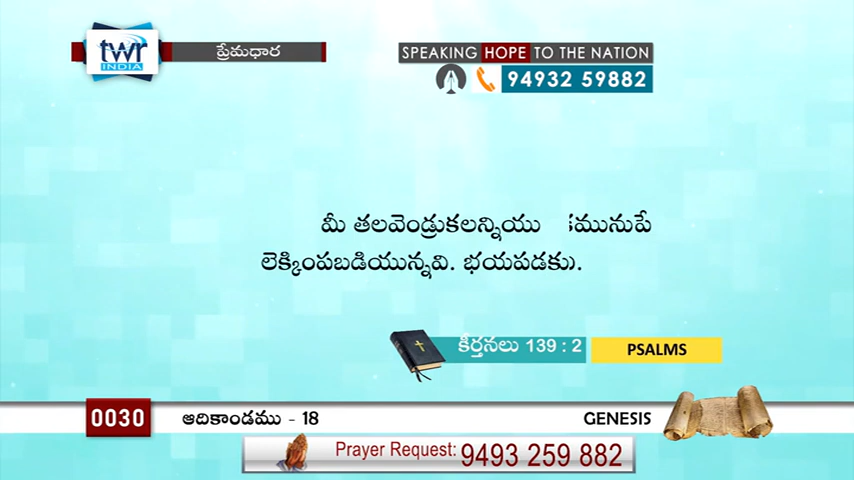 twr
INDIA
ప్రేమధార
SPEAKING HOPE TO THE NATION
94932 59882
మీ తలవెండ్రుకలన్నియు
లెక్కింపబడియున్నవి. భయపడకు.
కీర్తనలు 139 : 2
PSALMS
0030 ఆదికాండము - 18 GENESIS
Prayer Request: 9493 259 882